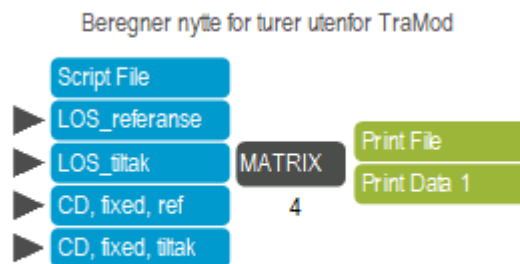 Beregner nytte for turer utenfor TraMod
Script File
LOS_referanse
LOS_tiltak
CD, fixed, ref
CD, fixed, tiltak
MATRIX
4
Print File
Print Data 1